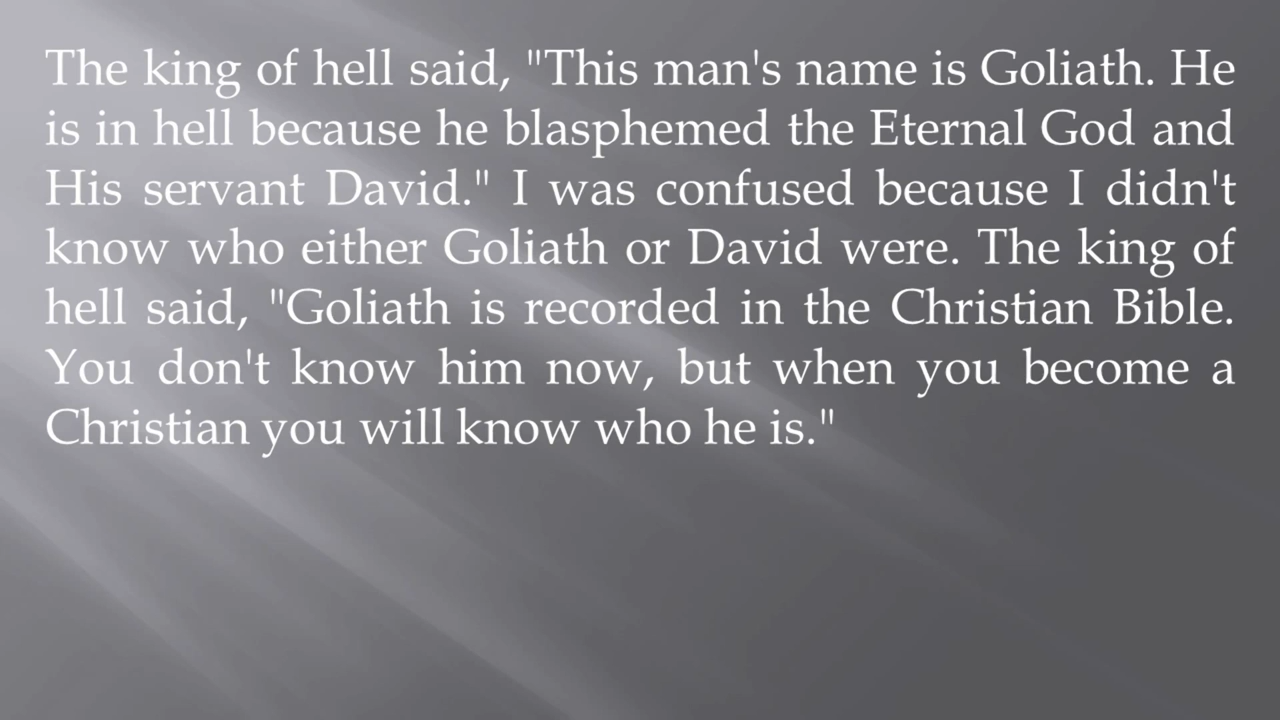 The king of hell said, "This man's name is Goliath. He
is in hell because he blasphemed the Eternal God and
His servant David." I was confused because I didn't
know who either Goliath or David were. The king of
hell said, "Goliath is recorded in the Christian Bible.
You don't know him now, but when you become a
Christian you will know who he is."